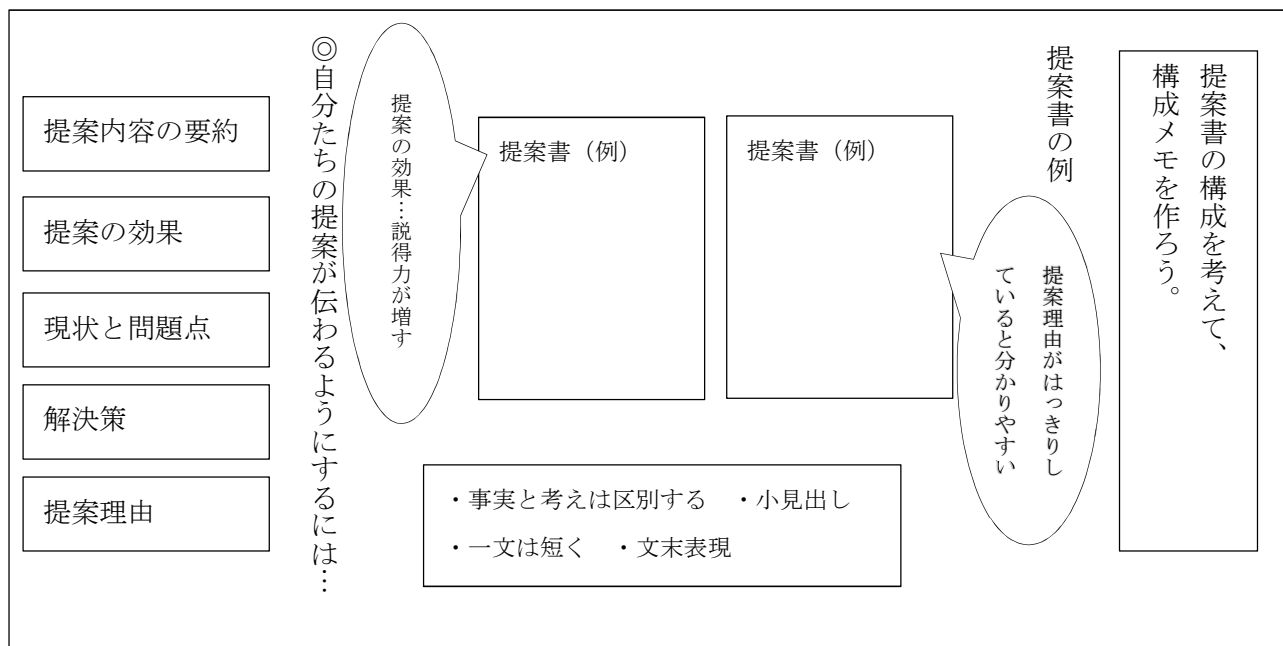 提案書の構成を考えて、
構成メモを作ろう。
提案書の例
提案理由がはっきりし
ていると分かりやすい
提案書（例）
提案書（例）
提案の効果…説得力が増す
・事実と考えは区別する　・小見出し
・一文は短く　・文末表現
◎自分たちの提案が伝わるようにするには…
提案内容の要約
提案の効果
現状と問題点
解決策
提案理由